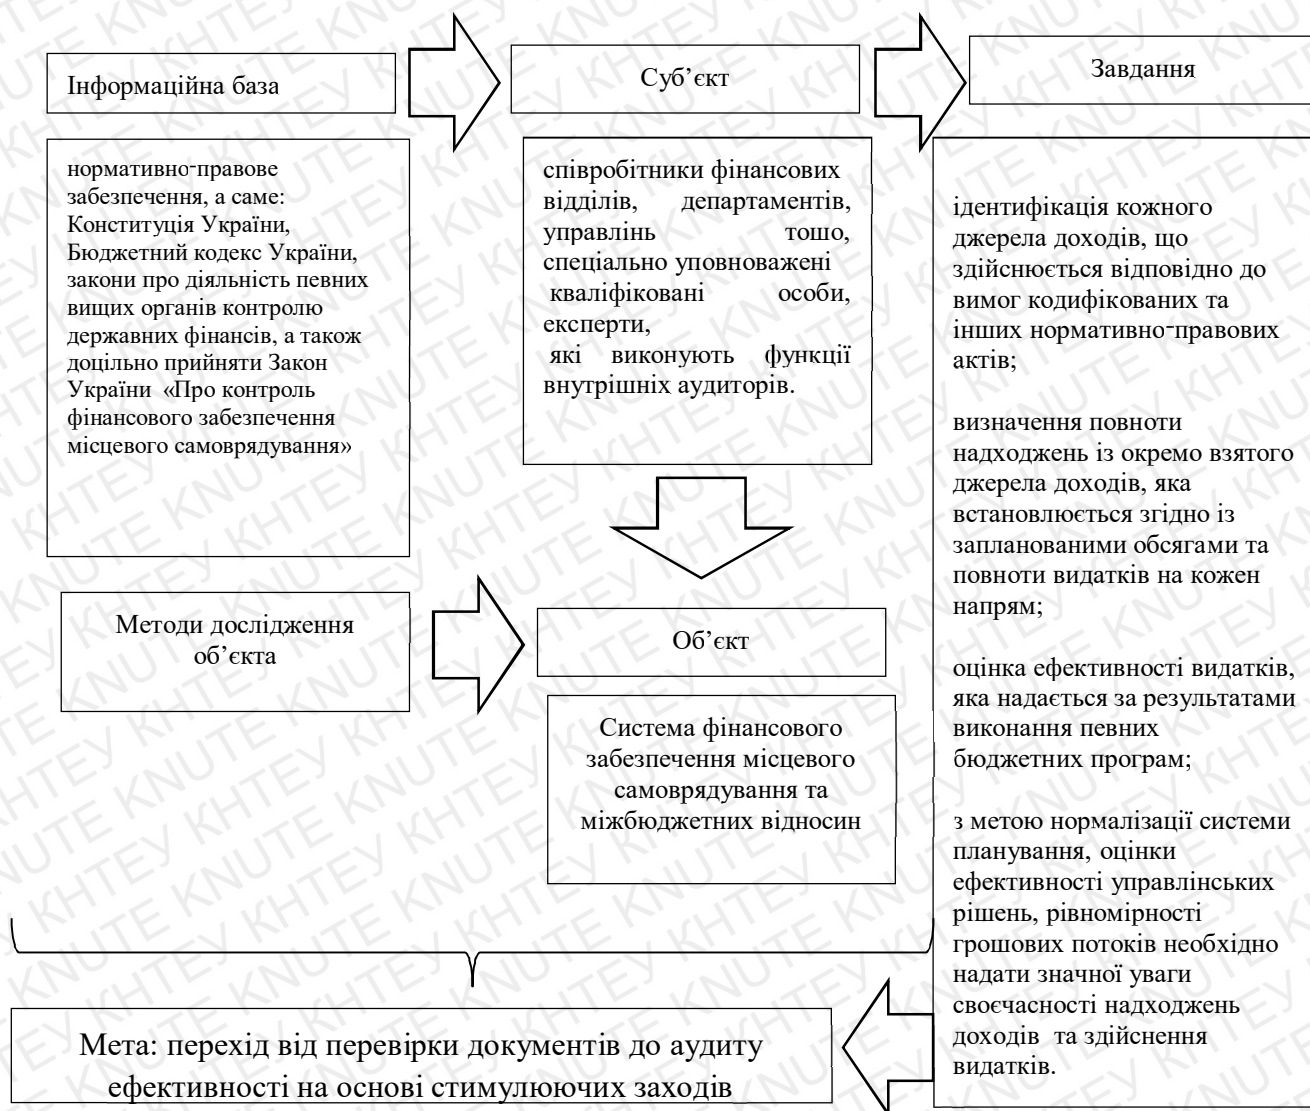 Інформаційна база
Суб’єкт
Завдання
нормативно-правове
забезпечення, а саме:
Конституція України,
Бюджетний кодекс України,
закони про діяльність певних
вищих органів контролю
державних фінансів, а також
доцільно прийняти Закон
України «Про контроль
фінансового забезпечення
місцевого самоврядування»
співробітники фінансових
відділів, департаментів,
управлінь тошо,
спеціально уповноважені
кваліфіковані особи,
експерти,
які виконують функції
внутрішніх аудиторів.
ідентифікація кожного
джерела доходів, що
здійснюється відповідно до
вимог кодифікованих та
інших нормативно-правових
актів;
визначення повноти
надходжень із окремо взятого
джерела доходів, яка
встановлюється згідно із
запланованими обсягами та
повноти видатків на кожен
напрям;
оцінка ефективності видатків,
яка надається за результатами
виконання певних
бюджетних програм;
з метою нормалізації системи
планування, оцінки
ефективності управлінських
рішень, рівномірності
грошових потоків необхідно
надати значної уваги
своєчасності надходжень
доходів та здійснення
видатків.
Методи дослідження
об’єкта
Об’єкт
Система фінансового
забезпечення місцевого
самоврядування та
міжбюджетних відносин
Мета: перехід від перевірки документів до аудиту
ефективності на основі стимулюючих заходів